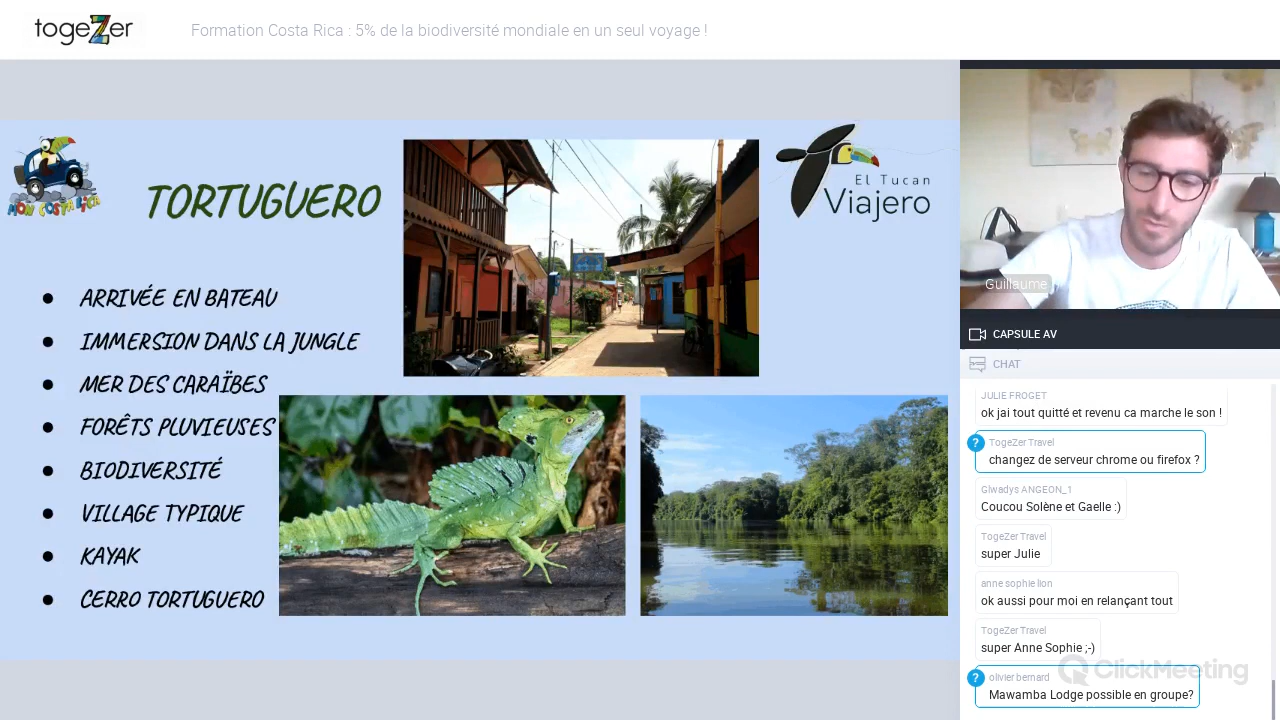 togeZer
Formation Costa Rica : 5% de la biodiversité mondiale en un seul voyage !
MON COSTA RICA
TORTUGUERO
El Tucan
Viajero
• ARRIVÉE EN BATEAU
• IMMERSION DANS LA JUNGLE
• MER DES CARAÏBES
• FORÊTS PLUVIEUSES
• BIODIVERSITÉ
• VILLAGE TYPIQUE
• KAYAK
• CERRO TORTUGUERO
Guillaume
CAPSULE AV
CHAT
JULIE FROGET
ok jai tout quitté et revenu ca marche le son !
?
TogeZer Travel
changez de serveur chrome ou firefox ?
Glwadys ANGEON_1
Coucou Solène et Gaelle :)
TogeZer Travel
super Julie
anne sophie lion
ok aussi pour moi en relançant tout
TogeZer Travel
super Anne Sophie ;-)
ClickMeeting
?
olivier bernard
Mawamba Lodge possible en groupe?